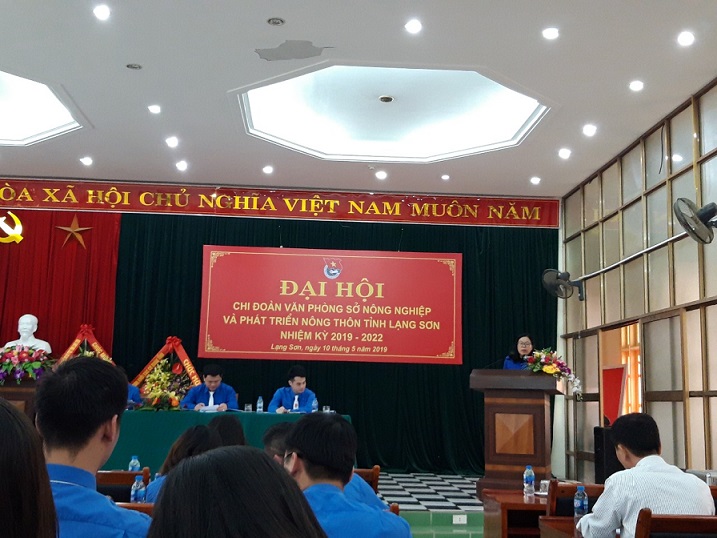 ÒA XÃ HỘI CHỦ NGHĨA VIỆT NAM MUÔN NĂM
ĐẠI HỘI
CHI ĐOÀN VĂN PHÒNG SỞ NÔNG NGHIỆP
VÀ PHÁT TRIỂN NÔNG THÔN TỈNH LẠNG SƠN
NHIỆM KỲ 2019 - 2022
Lạng Sơn, ngày 10 tháng 5 năm 2019